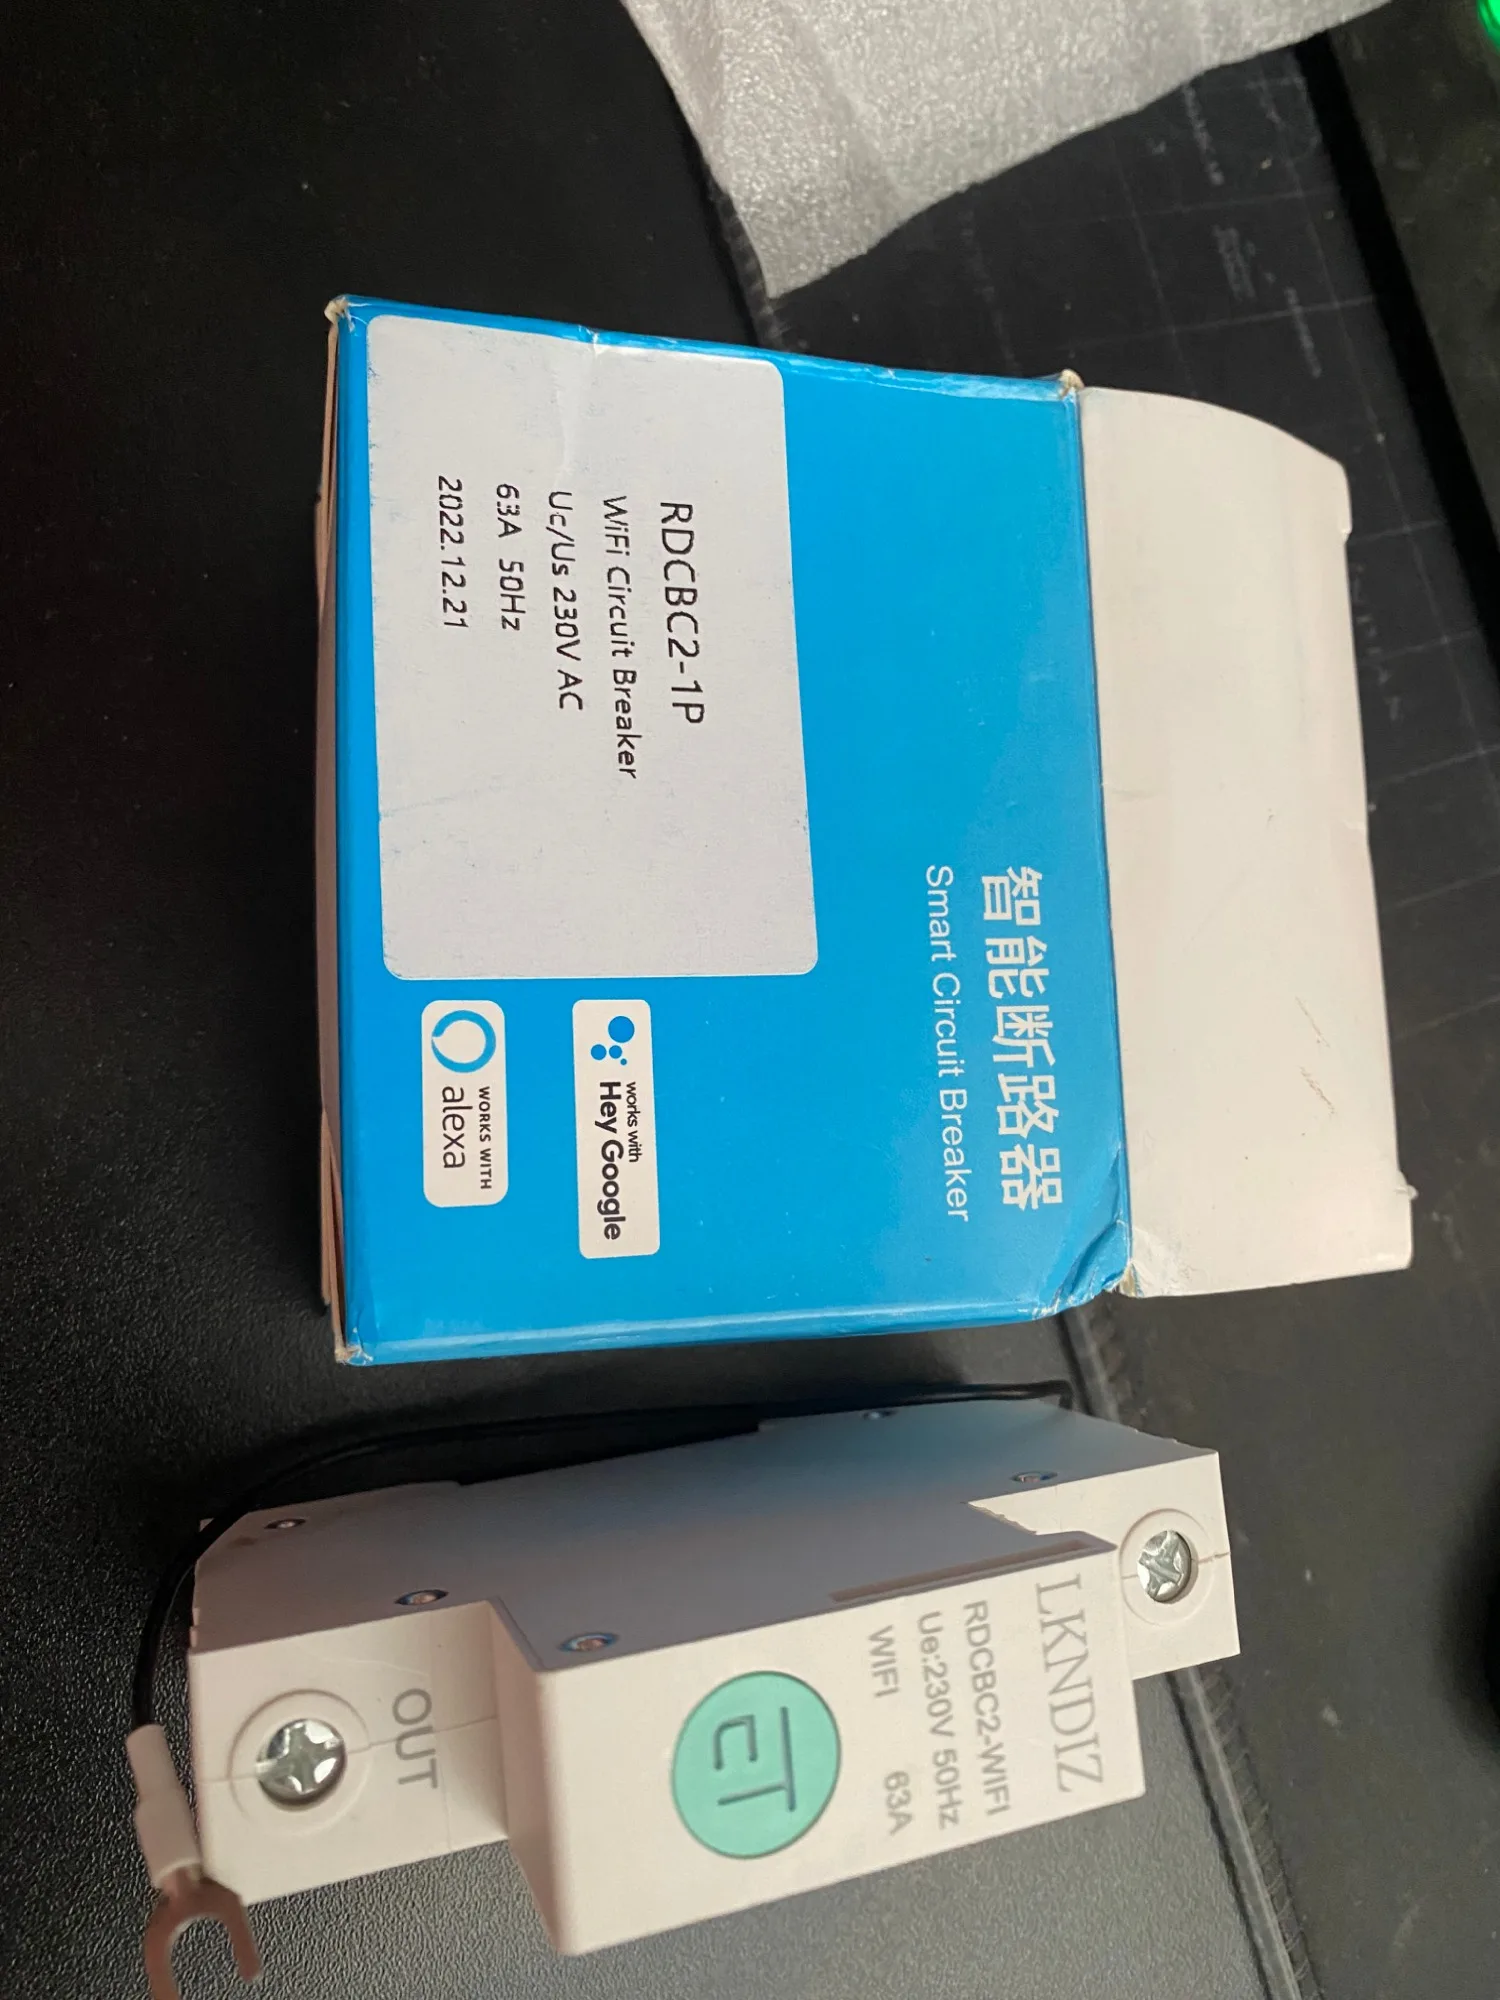 智能断路器
Smart Circuit Breaker
RDCBC2-1P
WiFi Circuit Breaker
Uc/Us 230V AC
63A 50Hz
2022.12.21
works with
Hey Google
WORKS WITH
alexa
LKNDIZ
RDCBC2-WIFI
Ue:230V 50Hz
WIFI 63A
OUT